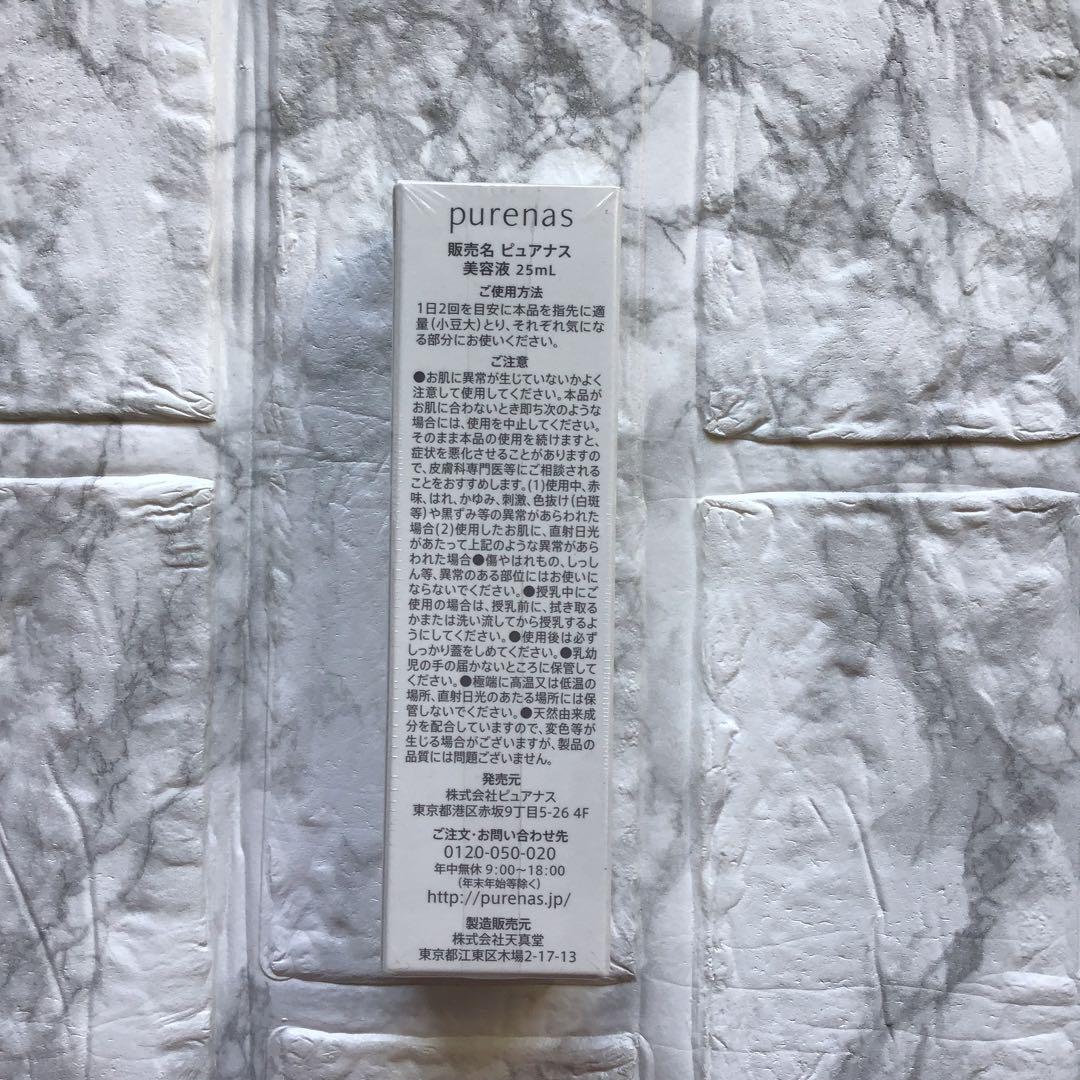 purenas
販売名 ピュアナス
美容液 25mL
ご使用方法
1日2回を目安に本品を指先に適
量(小豆大)とり、それぞれ気にな
る部分にお使いください。
ご注意
●お肌に異常が生じていないかよく
注意して使用してください。本品が
お肌に合わないとき即ち次のような
場合には、使用を中止してください。
そのまま本品の使用を続けますと、
症状を悪化させることがありますの
で、皮膚科専門医等にご相談される
ことをおすすめします。(1)使用中、赤
味、はれ、かゆみ、刺激、色抜け(白斑
等)や黒ずみ等の異常があらわれた
場合(2)使用したお肌に、直射日光
があたって上記のような異常があら
われた場合●傷やはれもの、しっし
ん等、異常のある部位にはお使いに
ならないでください。●授乳中にご
使用の場合は、授乳前に、拭き取る
かまたは洗い流してから授乳するよ
うにしてください。●使用後は必ず
しっかり蓋をしめてください。●乳幼
児の手の届かないところに保管して
ください。●極端に高温又は低温の
場所、直射日光のあたる場所には保
管しないでください。●天然由来成
分を配合していますので、変色等が
生じる場合がございますが、製品の
品質には問題ございません。
発売元
株式会社ピュアナス
東京都港区赤坂9丁目5-26 4F
ご注文・お問い合わせ先
0120-050-020
年中無休 9:00〜18:00
(年末年始等除く)
http://purenas.jp/
製造販売元
株式会社天真堂
東京都江東区木場2-17-13